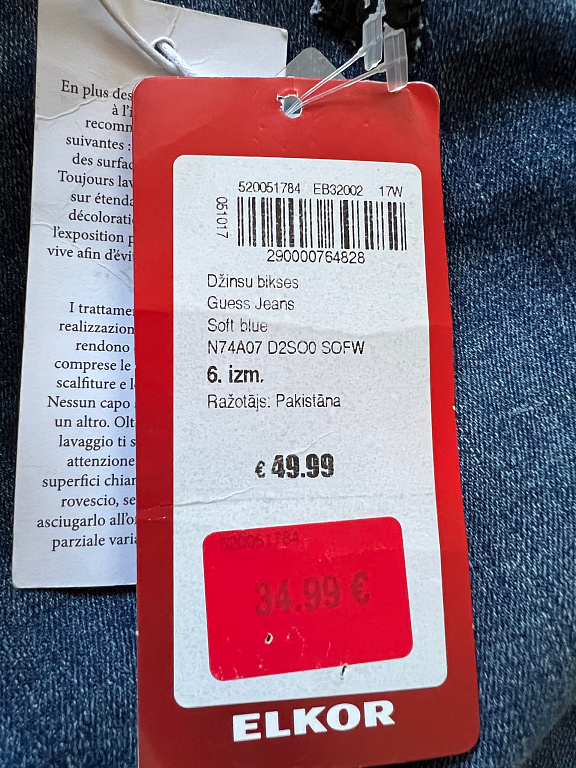 En plus des
à l'i
recomm
suivantes :
des surfac
Toujours lav
sur étenda
décolorati
l'exposition p
vive afin d'évi
I trattame
realizzazion
rendono
comprese le
scalfiture e l
Nessun capo
un altro. Olt
lavaggio ti s
attenzione
superfici chiar
rovescio, se
asciugarlo all'o
parziale varia
520051784 EB32002 17W
051017
290000764828
Džinsu bikses
Guess Jeans
Soft blue
N74A07 D2SO0 SOFW
6. izm.
Ražotājs: Pakistāna
€ 49.99
520051784
34.99 €
ELKOR